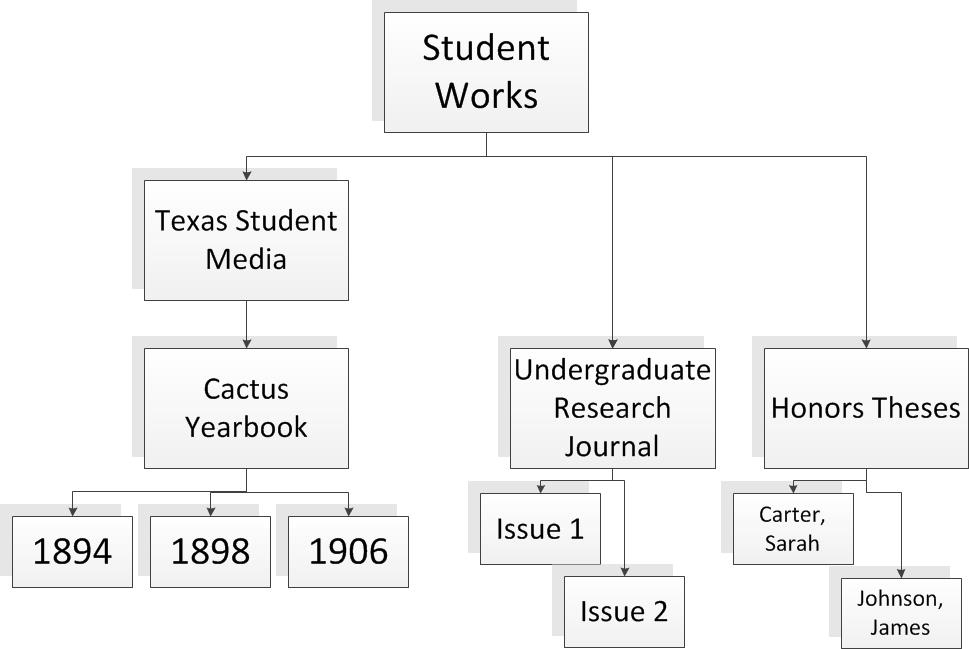 Student
Works
Texas Student
Media
Cactus
Yearbook
Undergraduate
Research
Journal
Honors Theses
1894
1898
1906
Issue 1
Issue 2
Carter,
Sarah
Johnson,
James